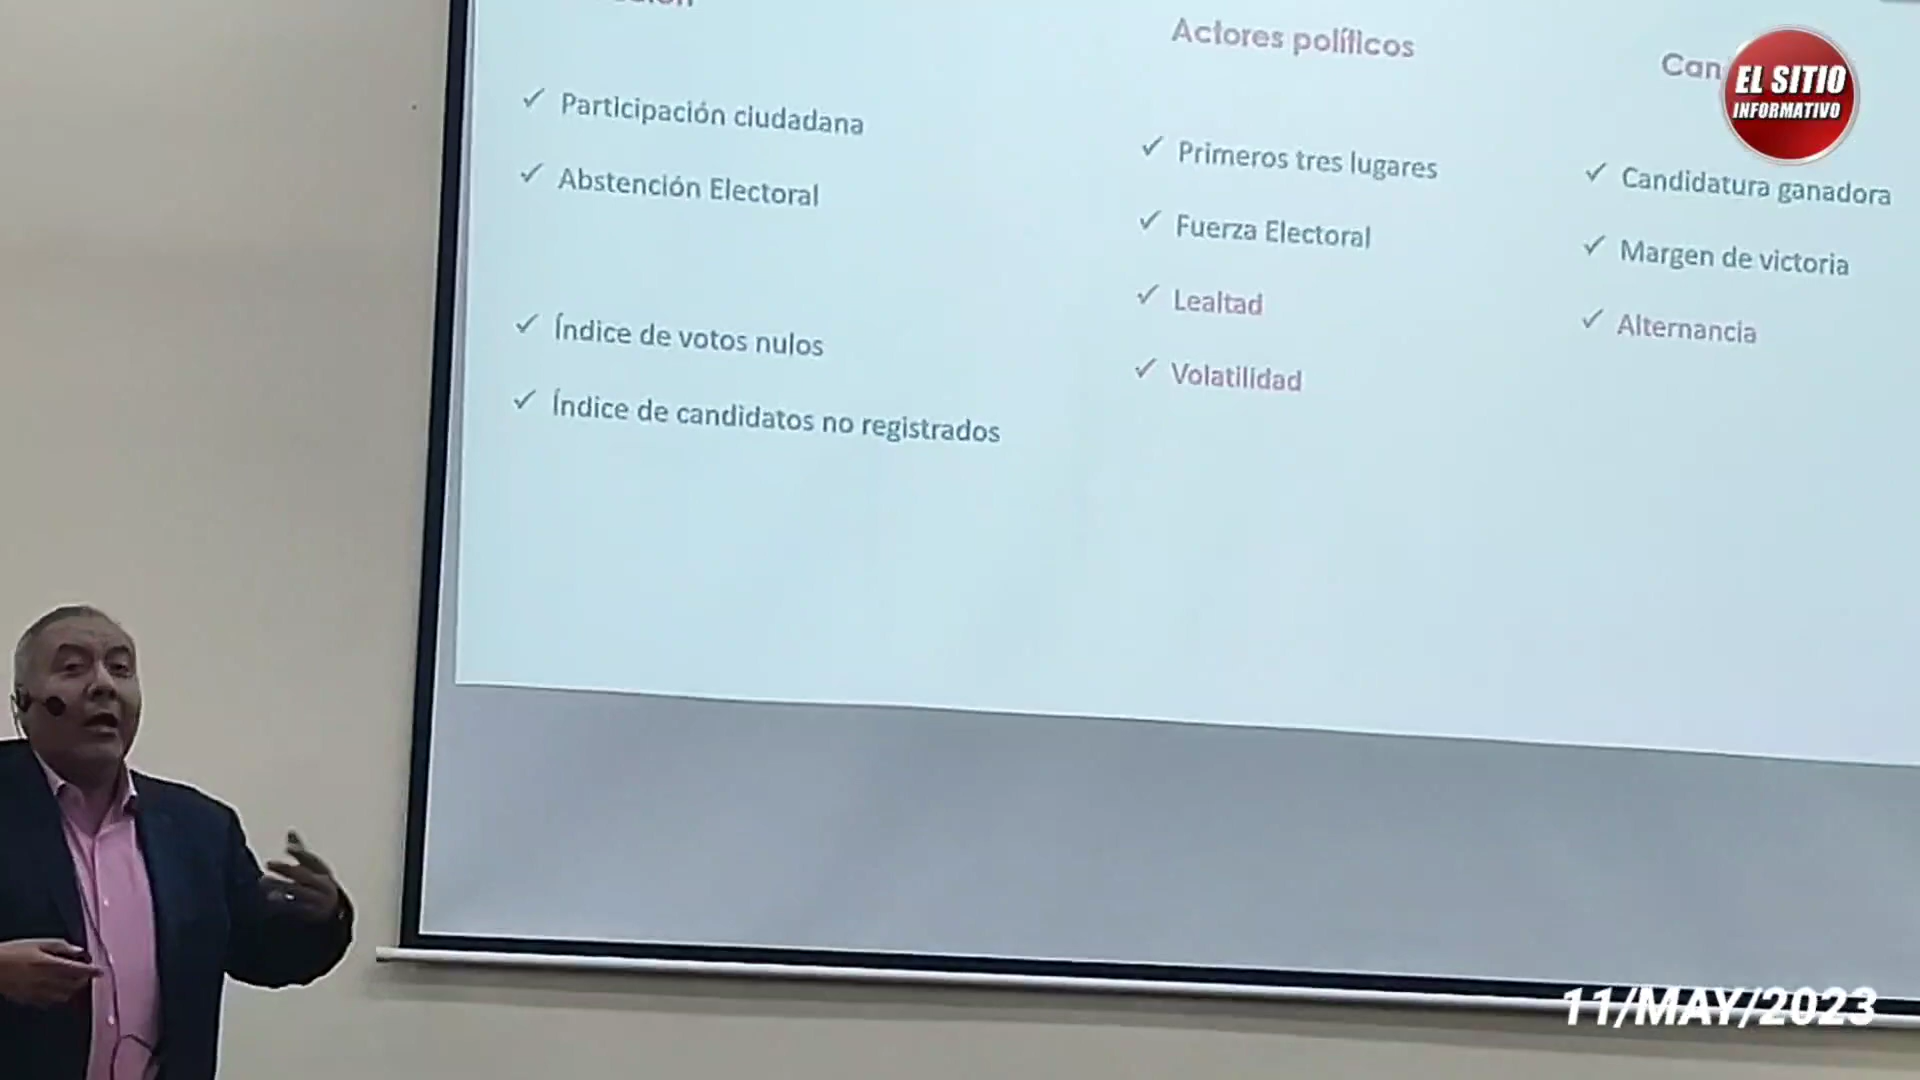 Actores políticos
Can
EL SITIO
INFORMATIVO
✓ Participación ciudadana
✓ Abstención Electoral
✓ Índice de votos nulos
✓ Índice de candidatos no registrados
✓ Primeros tres lugares
✓ Fuerza Electoral
✓ Lealtad
✓ Volatilidad
✓ Candidatura ganadora
✓ Margen de victoria
✓ Alternancia
11/MAY/2023